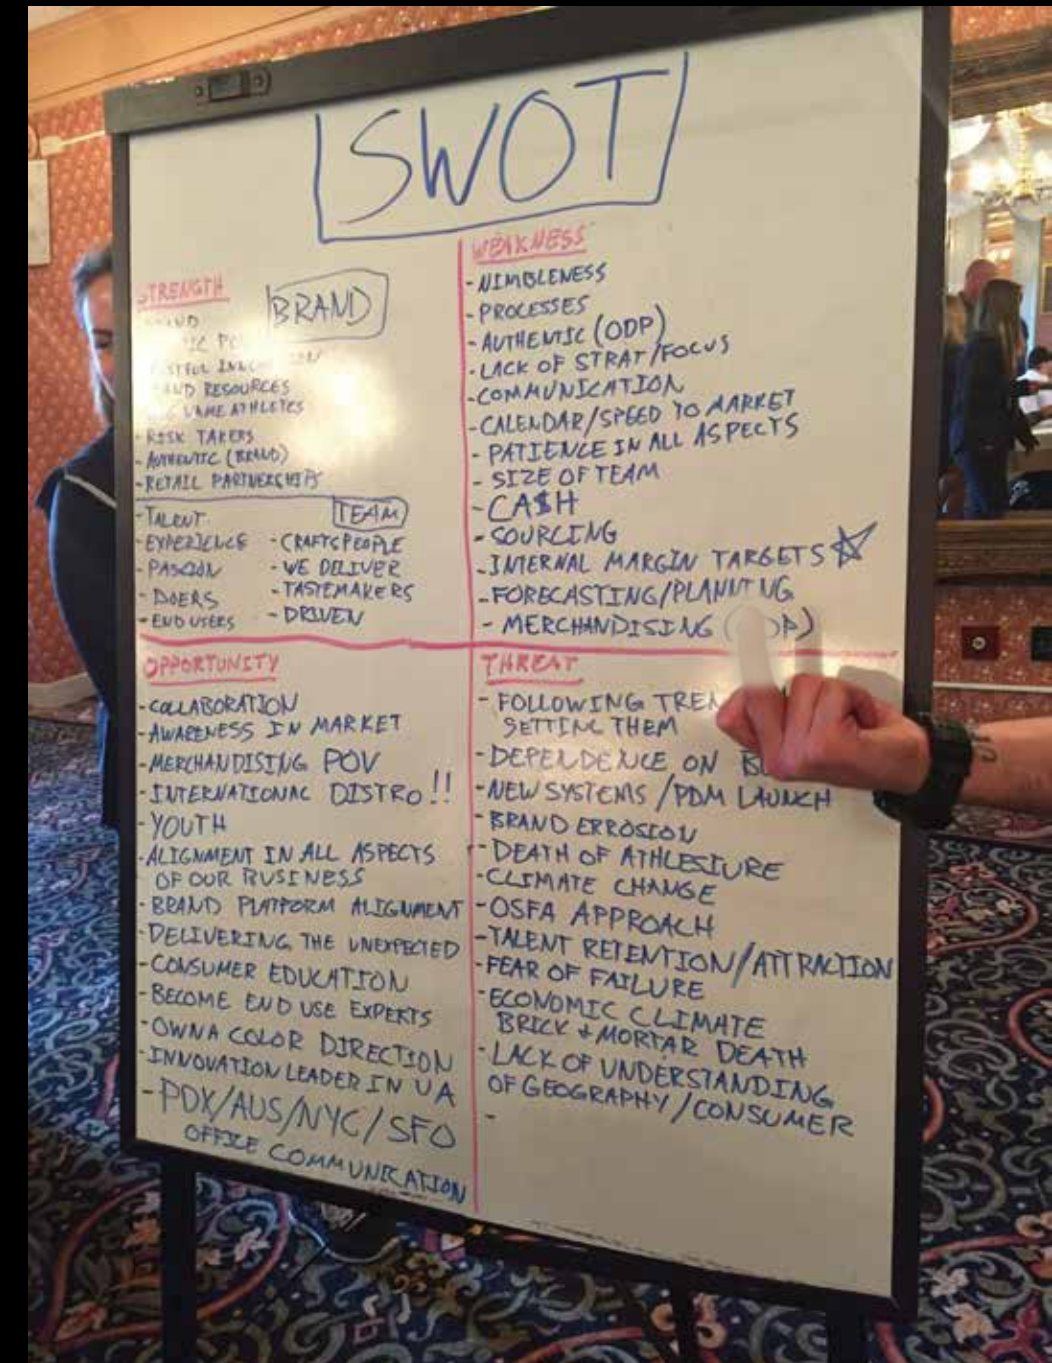 SWOT
STRENGTH
BRAND
RESOURCES
ATHLETES
- RISK TAKERS
- AUTHENTIC (BRAND)
- RETAIL PARTNERSHIPS
TEAM
- TALENT
- EXPERIENCE
- PASSION
- DOERS
- END USERS
- CRAFTSPEOPLE
- WE DELIVER
- TASTEMAKERS
- DRIVEN
WEAKNESS
- NIMBLENESS
- PROCESSES
- AUTHENTIC (ODP)
- LACK OF STRAT/FOCUS
- COMMUNICATION
- CALENDAR/SPEED TO MARKET
- PATIENCE IN ALL ASPECTS
- SIZE OF TEAM
- CA$H
- SOURCING
- INTERNAL MARGIN TARGETS
- FORECASTING/PLANNING
- MERCHANDISING
OPPORTUNITY
- COLLABORATION
- AWARENESS IN MARKET
- MERCHANDISING POV
- INTERNATIONAL DISTRO!!
- YOUTH
- ALIGNMENT IN ALL ASPECTS
OF OUR BUSINESS
- BRAND PLATFORM ALIGNMENT
- DELIVERING THE UNEXPECTED
- CONSUMER EDUCATION
- BECOME END USE EXPERTS
- OWN A COLOR DIRECTION
- INNOVATION LEADER IN UA
- PDX/AUS/NYC/SFO
OFFICE COMMUNICATION
THREAT
- FOLLOWING
SETTING THEM
- DEPENDENCE ON
- NEW SYSTEMS/PDM LAUNCH
- BRAND ERROSION
- DEATH OF ATHLESIURE
- CLIMATE CHANGE
- OSFA APPROACH
- TALENT RETENTION/ATTRACTION
- FEAR OF FAILURE
- ECONOMIC CLIMATE
BRICK + MORTAR DEATH
- LACK OF UNDERSTANDING
OF GEOGRAPHY/CONSUMER
-